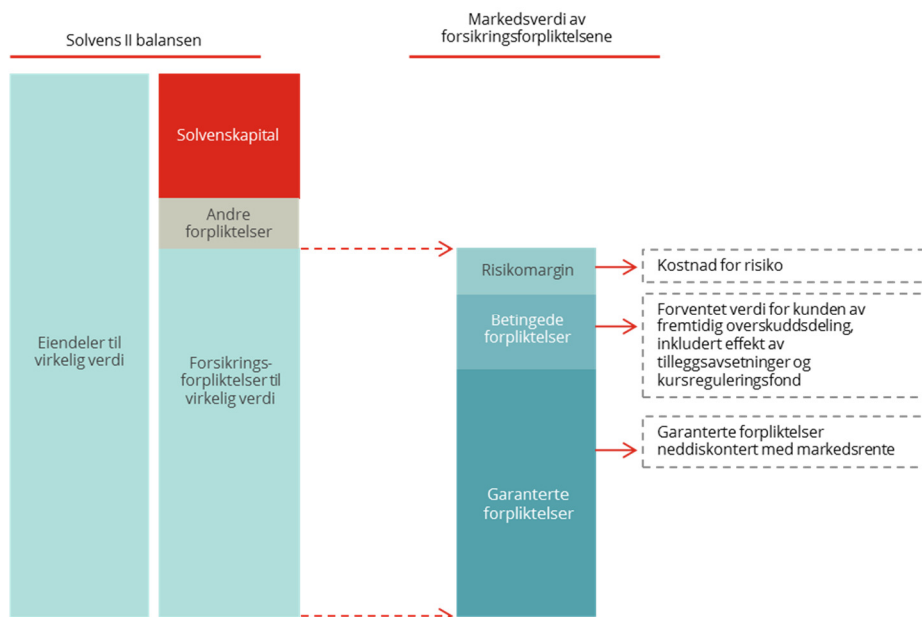 Solvens II balansen
Markedsverdi av
forsikringsforpliktelsene
Eiendeler til
virkelig verdi
Solvenskapital
Andre
forpliktelser
Forsikrings-
forpliktelser til
virkelig verdi
Risikomargin
Betingede
forpliktelser
Garanterte
forpliktelser
Kostnad for risiko
Forventet verdi for kunden av
fremtidig overskuddsdeling,
inkludert effekt av
tilleggsavsetninger og
kursreguleringsfond
Garanterte forpliktelser
neddiskontert med markedsrente